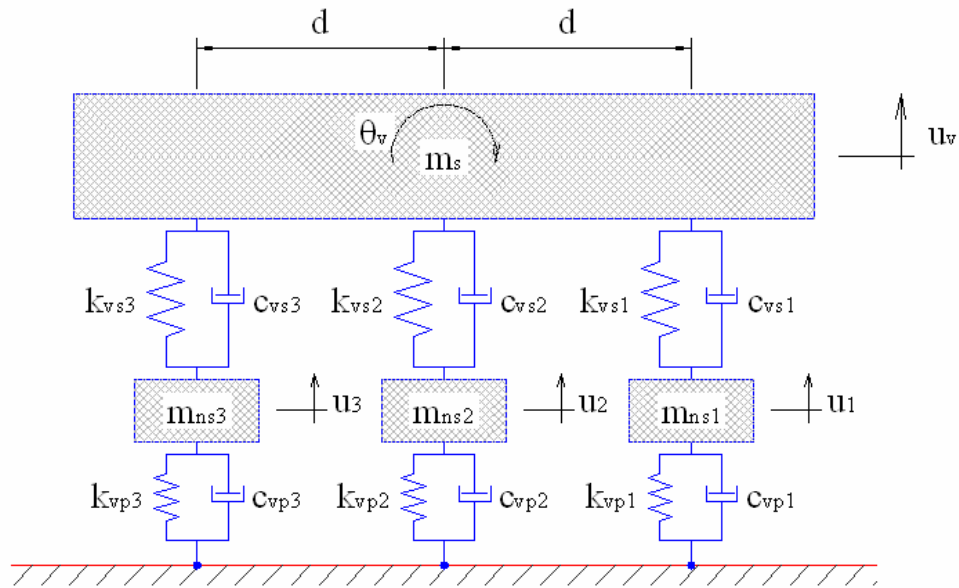 d d
θv
ms
uv
kvs3 cvs3 kvs2 cvs2 kvs1 cvs1
mns3 u3 mns2 u2 mns1 u1
kvp3 cvp3 kvp2 cvp2 kvp1 cvp1